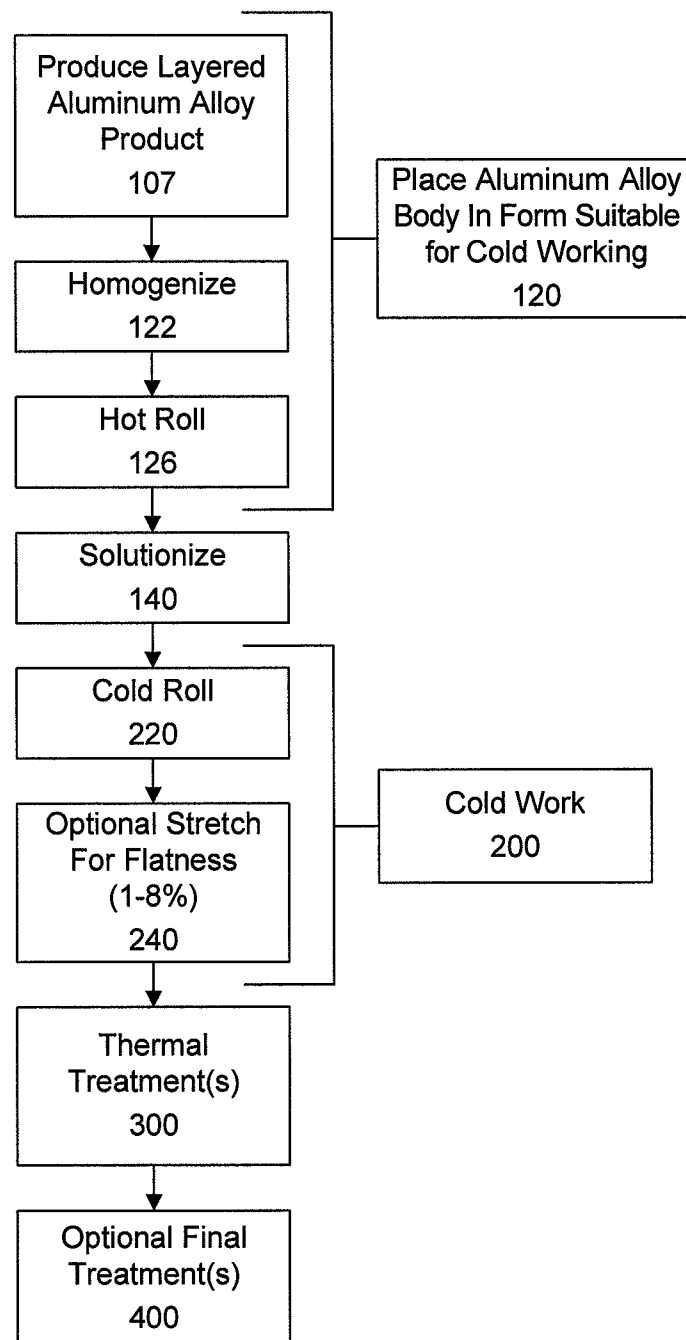 Produce Layered
Aluminum Alloy
Product
107
Place Aluminum Alloy
Body In Form Suitable
for Cold Working
120
Homogenize
122
Hot Roll
126
Solutionize
140
Cold Roll
220
Optional Stretch
For Flatness
(1-8%)
240
Cold Work
200
Thermal
Treatment(s)
300
Optional Final
Treatment(s)
400